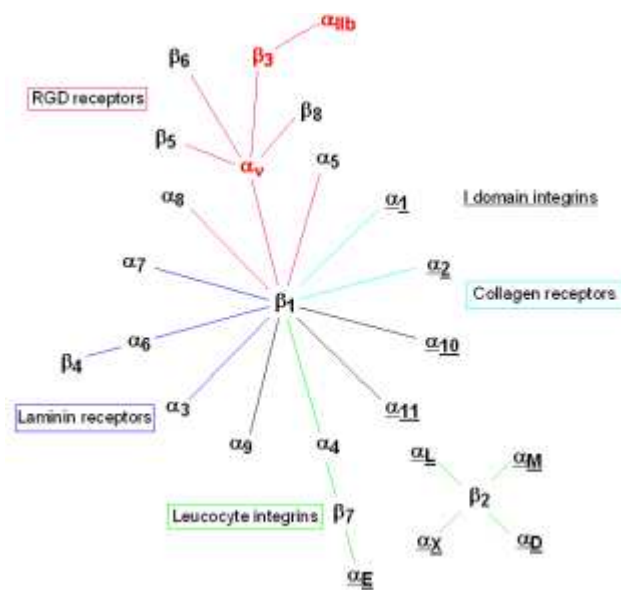 αIIb
β6
β3
RGD receptors
β8
β5
αv
α5
α8
α1
I domain integrins
α7
α2
β1
Collagen receptors
β4
α6
α10
Laminin receptors
α3
α11
α9
α4
αL
αM
β2
Leucocyte integrins
β7
αX
αD
αE